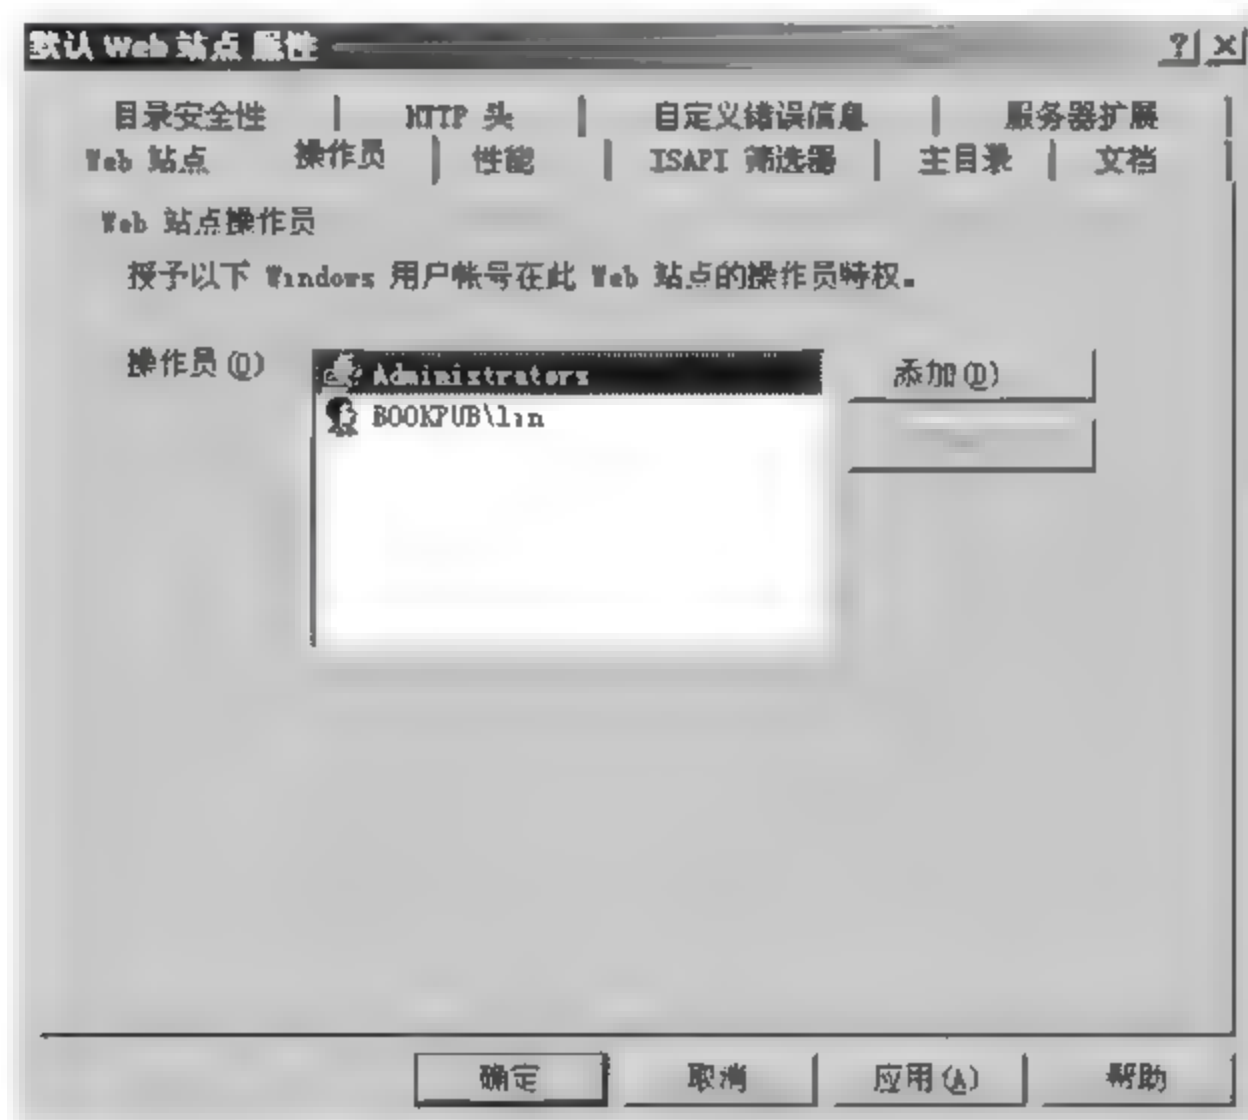 默认 Web 站点 属性
目录安全性 HTTP 头 自定义错误信息 服务器扩展
Web 站点 操作员 性能 ISAPI 筛选器 主目录 文档
Web 站点操作员
授予以下 Windows 用户帐号在此 Web 站点的操作员特权。
操作员(O)
Administrators
BOOKPUB\lin
添加(D)
确定 取消 应用(A) 帮助